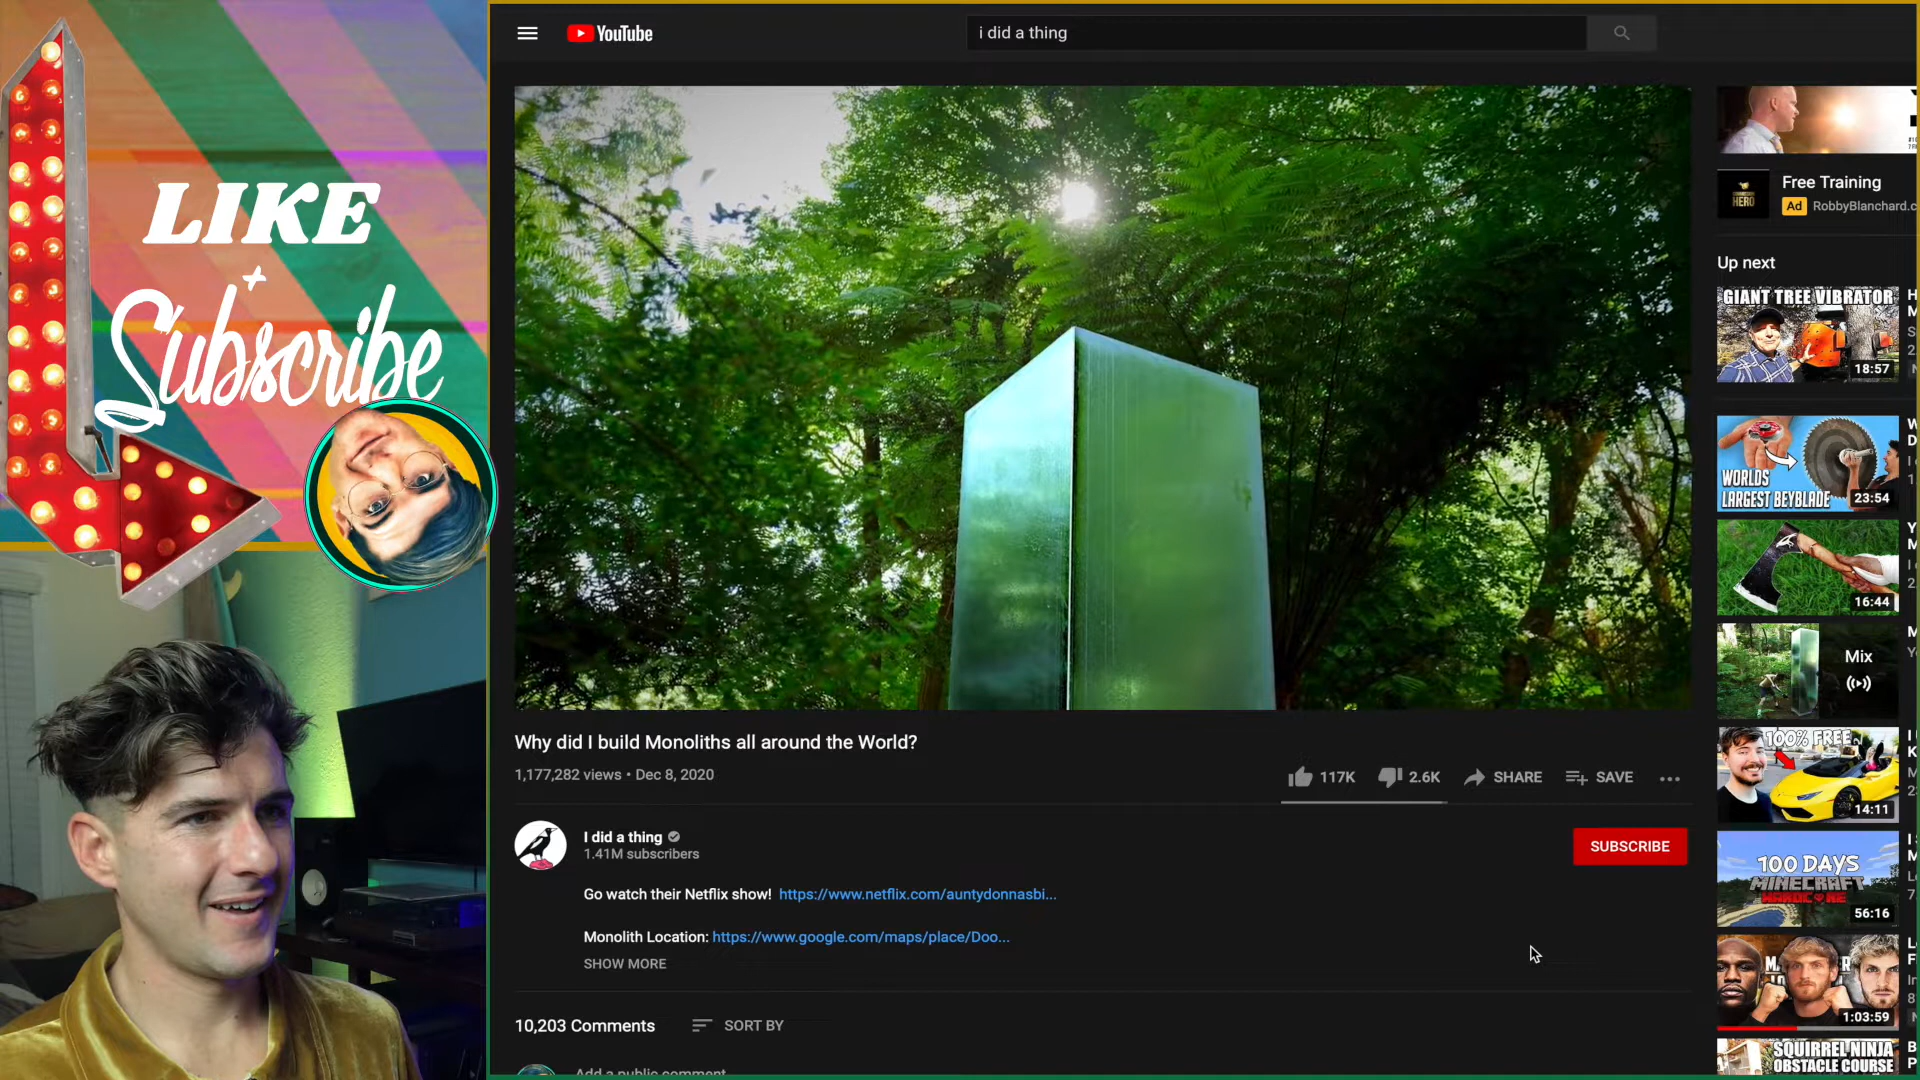 LIKE
+
Subscribe
YouTube
i did a thing
Why did I build Monoliths all around the World?
1,177,282 views • Dec 8, 2020
117K
2.6K
SHARE
SAVE
I did a thing
1.41M subscribers
SUBSCRIBE
Go watch their Netflix show! https://www.netflix.com/auntydonnasbi...
Monolith Location: https://www.google.com/maps/place/Doo...
SHOW MORE
10,203 Comments
SORT BY
Add a public comment
Free Training
Ad RobbyBlanchard.c
Up next
GIANT TREE VIBRATOR
18:57
WORLDS
LARGEST BEYBLADE
23:54
16:44
Mix
100% FREE
14:11
100 DAYS
MINECRAFT
HARDCORE
56:16
1:03:59
SQUIRREL NINJA
OBSTACLE COURSE